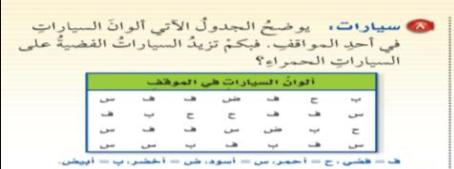 ٨ سيارات، يوضحُ الجدولُ الآتي ألوانَ السياراتِ
في أحدِ المواقفِ. فبكمْ تزيدُ السياراتُ الفضيةُ على
السياراتِ الحمراءِ؟
ألوانُ السياراتِ في الموقفِ
ب ح ف ض ف ف س
س ف ف ح ح ب ف
ح ب ض س ض ف س
ف = فضي، ح = أحمر، س = أسود، ض = أخضر، ب = أبيض.